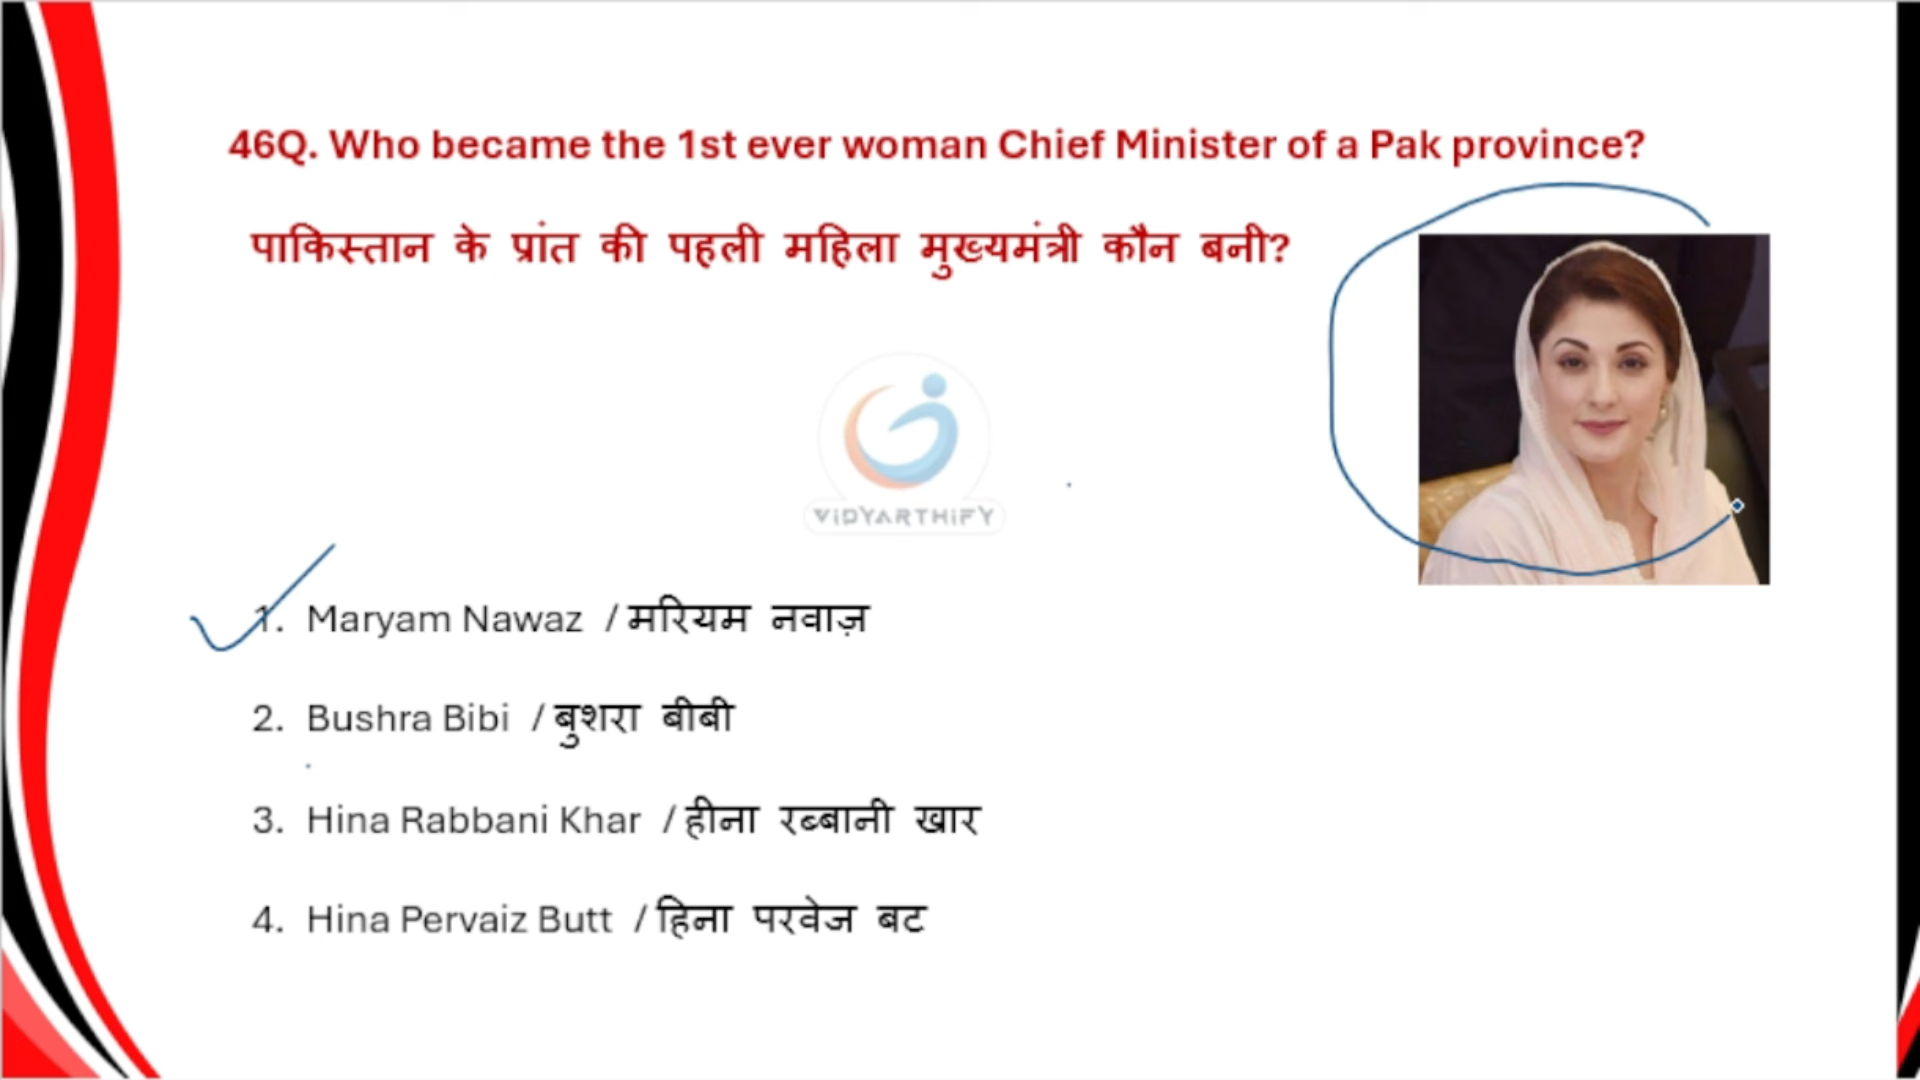 46Q. Who became the 1st ever woman Chief Minister of a Pak province?
पाकिस्तान के प्रांत की पहली महिला मुख्यमंत्री कौन बनी?
ViDYARTHiFY
1. Maryam Nawaz / मरियम नवाज़
2. Bushra Bibi / बुशरा बीबी
3. Hina Rabbani Khar / हीना रब्बानी खार
4. Hina Pervaiz Butt / हिना परवेज बट